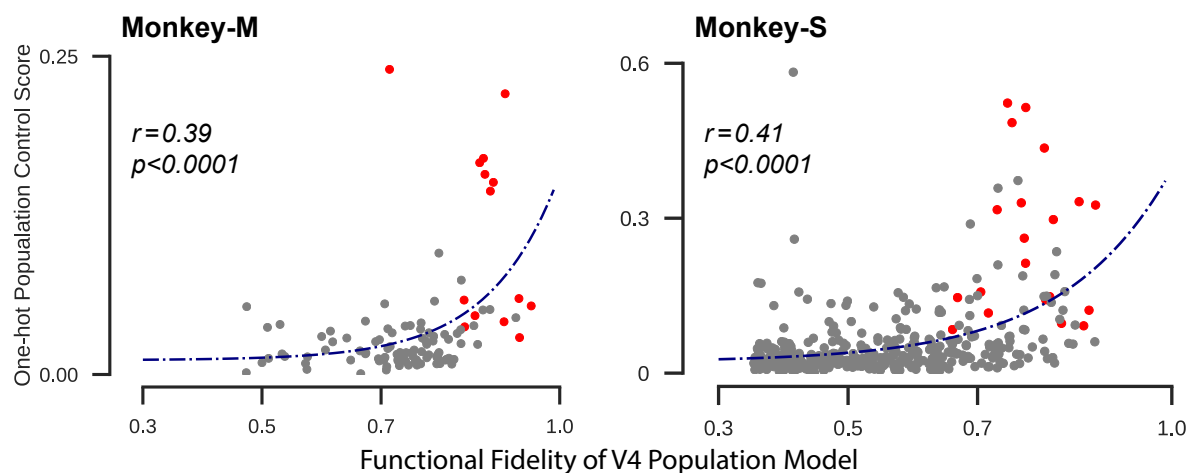 Monkey-M
Monkey-S
One-hot Popualation Control Score
0.25
0.00
r=0.39
p<0.0001
0.3 0.5 0.7 1.0
0.6
0.3
0
r=0.41
p<0.0001
0.3 0.5 0.7 1.0
Functional Fidelity of V4 Population Model